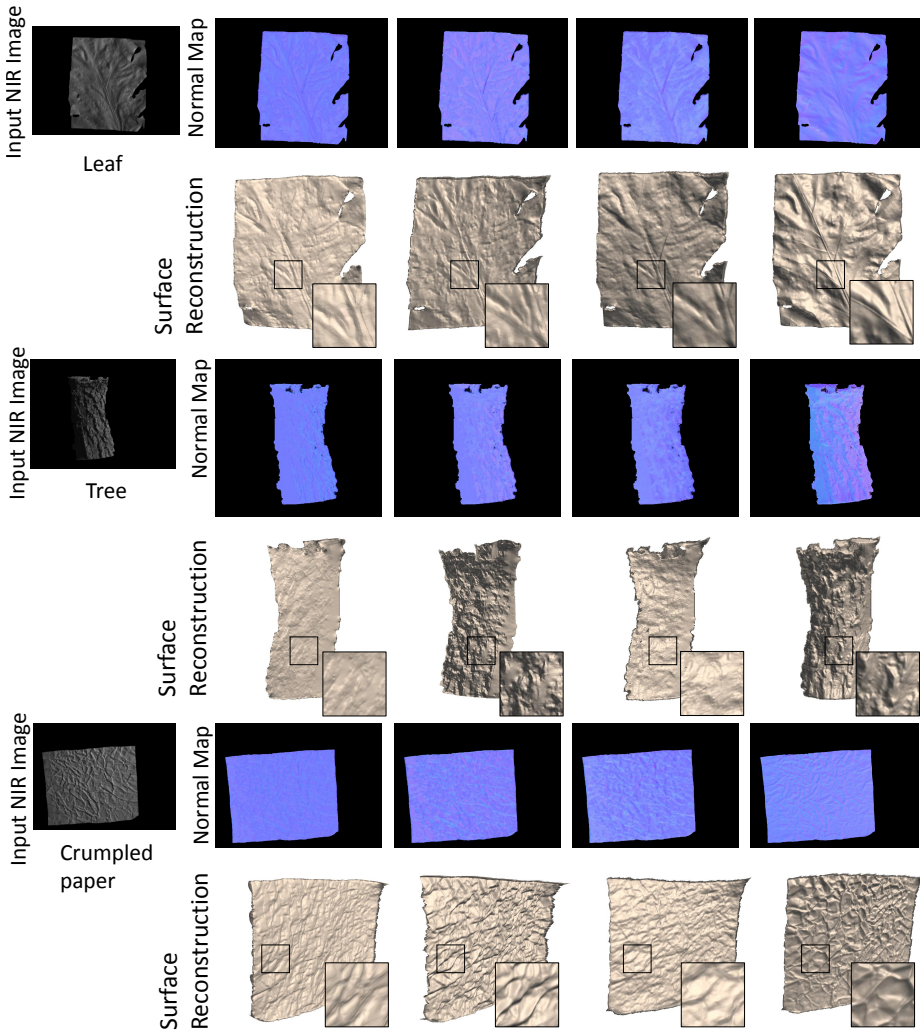 Input NIR Image
Normal Map
Leaf
Surface
Reconstruction
Input NIR Image
Normal Map
Tree
Surface
Reconstruction
Input NIR Image
Normal Map
Crumpled
paper
Surface
Reconstruction